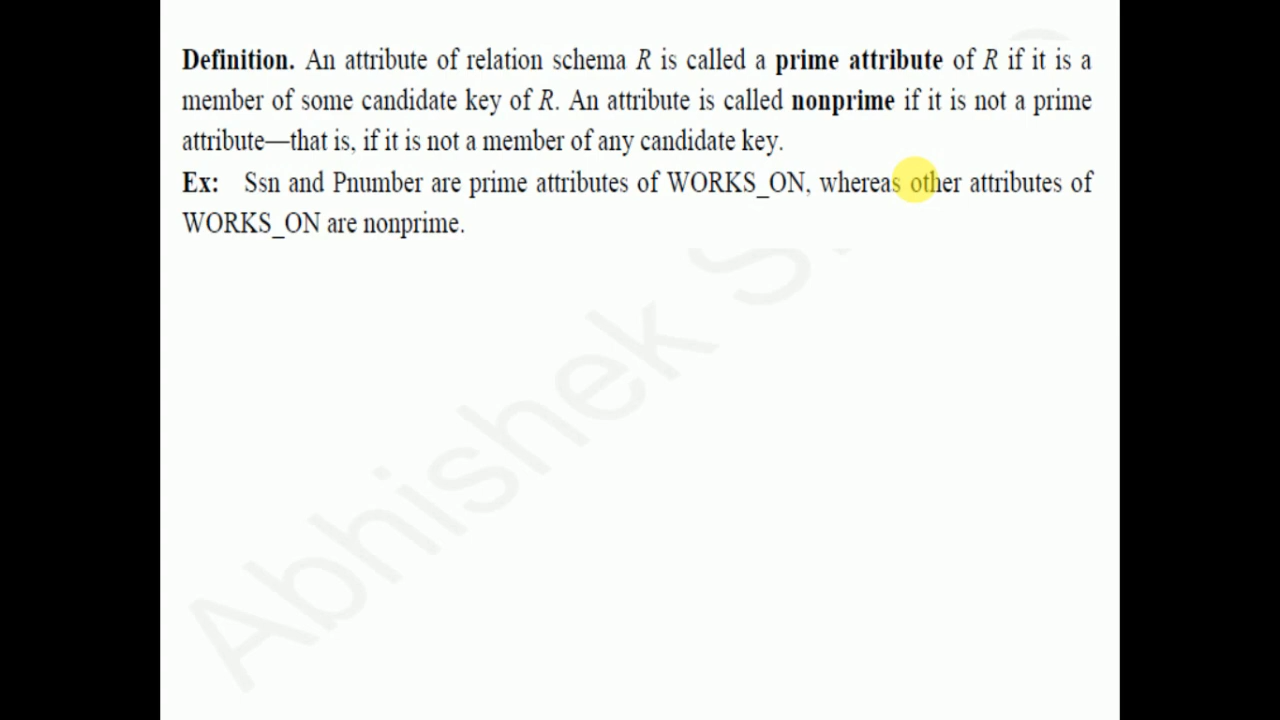 Definition. An attribute of relation schema R is called a prime attribute of R if it is a
member of some candidate key of R. An attribute is called nonprime if it is not a prime
attribute—that is, if it is not a member of any candidate key.
Ex: Ssn and Pnumber are prime attributes of WORKS_ON, whereas other attributes of
WORKS_ON are nonprime.
Abhishek